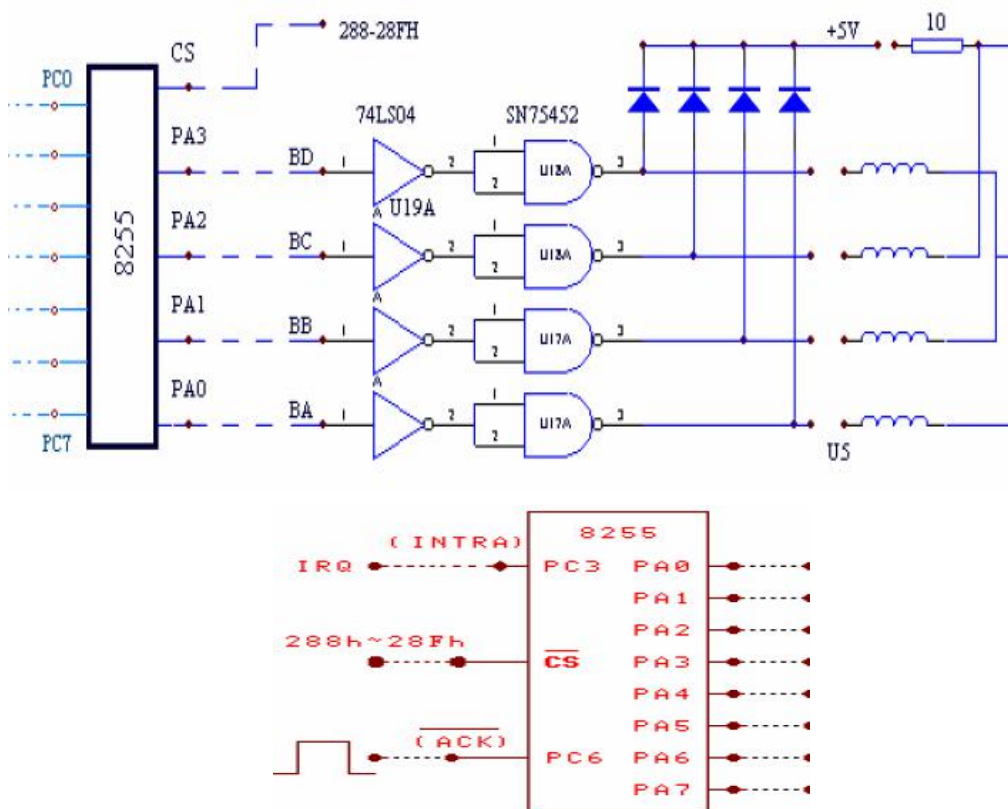 10
+5V
288-28FH
CS
PC0
74LS04
SN75452
PA3
BD
1
2
1
2
U18A
3
A
U19A
8255
PA2
BC
1
2
1
2
U18A
3
A
PA1
BB
1
2
1
2
U17A
3
A
PA0
BA
1
2
1
2
U17A
3
PC7
U5
8255
(INTRA)
IRQ
PC3
PA0
PA1
288h~28Fh
PA2
CS
PA3
PA4
(ACK)
PA5
PC6
PA6
PA7